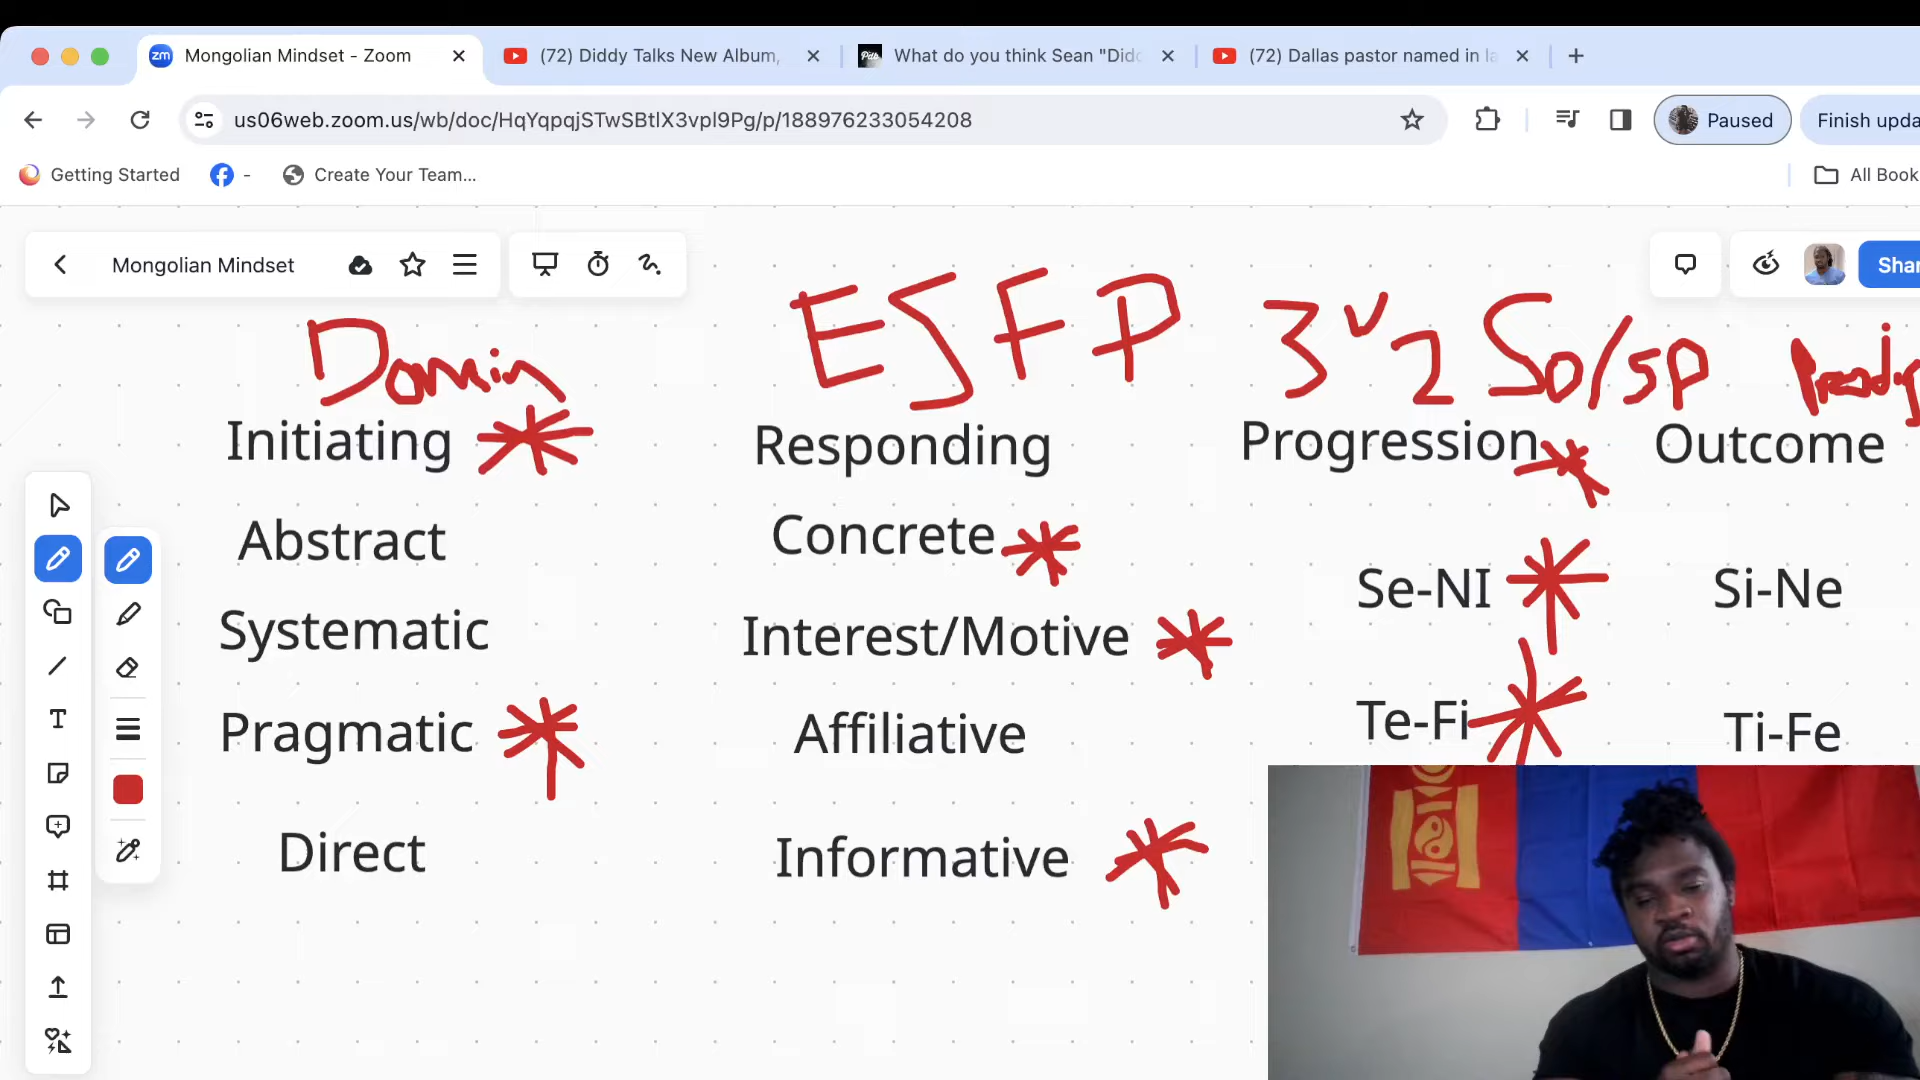 Mongolian Mindset - Zoom
(72) Diddy Talks New Album,
What do you think Sean "Didd
(72) Dallas pastor named in la
us06web.zoom.us/wb/doc/HqYqpqjSTwSBtlX3vpl9Pg/p/188976233054208
Paused
Finish upda
Getting Started
-
Create Your Team...
All Book
Mongolian Mindset
Shar
Domin
ESFP 3v2 So/sp
Initiating
Responding
Progression
Outcome
Abstract
Concrete
Se-NI
Si-Ne
Systematic
Interest/Motive
Te-Fi
Ti-Fe
Pragmatic
Affiliative
Direct
Informative